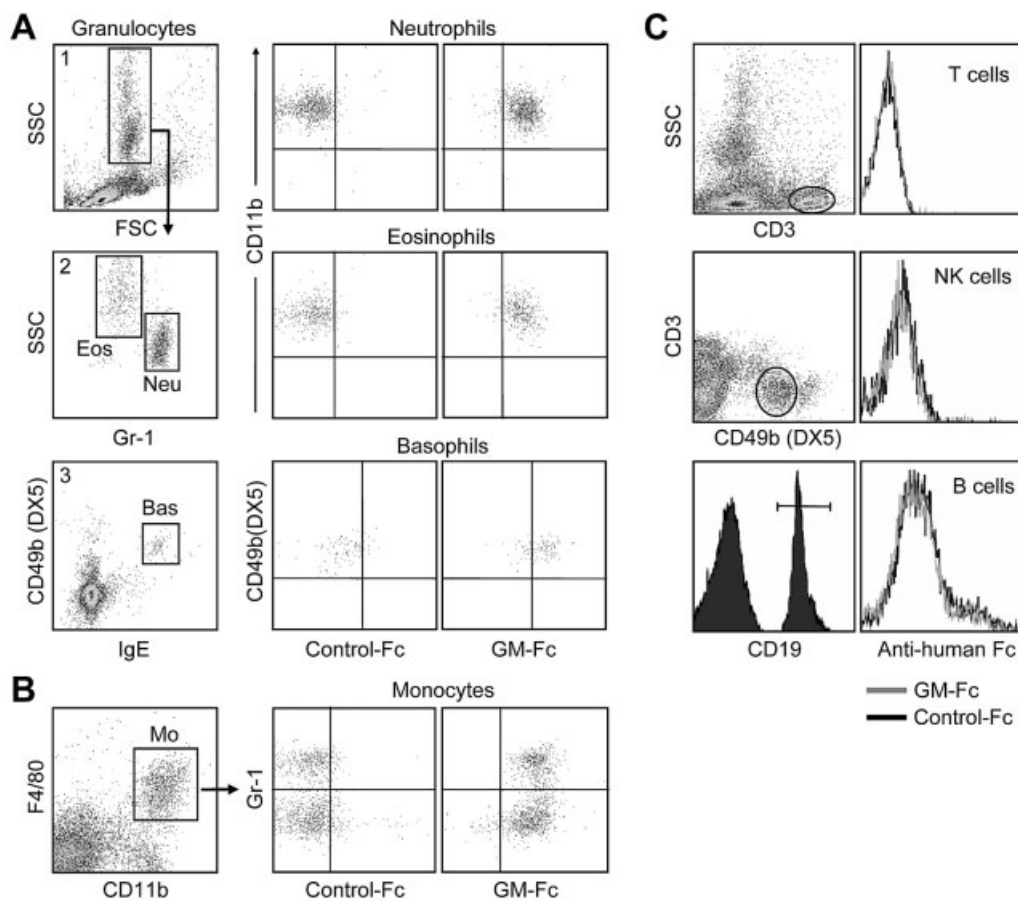 A
Granulocytes
1
SSC
FSC
2
SSC
Eos
Neu
Gr-1
3
CD49b (DX5)
Bas
IgE
Neutrophils
CD11b
Eosinophils
Basophils
CD49b(DX5)
Control-Fc
GM-Fc
B
F4/80
Mo
CD11b
Monocytes
Gr-1
Control-Fc
GM-Fc
C
SSC
CD3
T cells
CD3
CD49b (DX5)
NK cells
CD19
B cells
Anti-human Fc
GM-Fc
Control-Fc